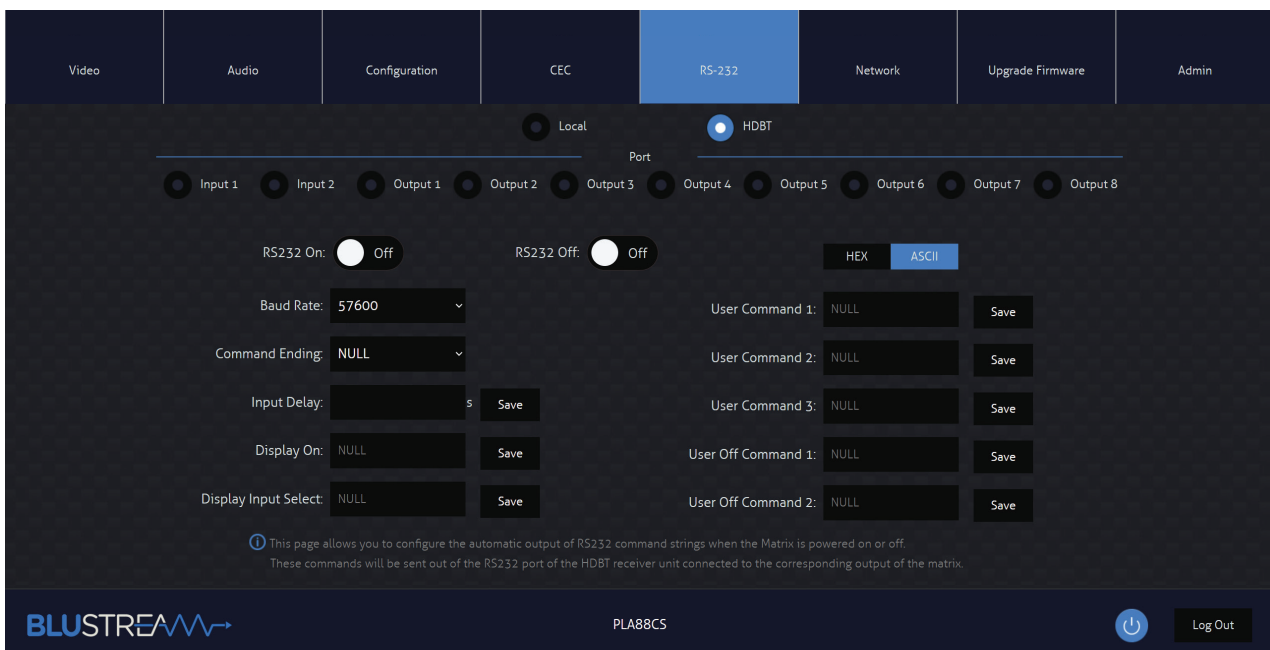 Video Audio Configuration CEC RS-232 Network Upgrade Firmware Admin
Local HDBT
Port
Input 1 Input 2 Output 1 Output 2 Output 3 Output 4 Output 5 Output 6 Output 7 Output 8
RS232 On: Off RS232 Off: Off HEX ASCII
Baud Rate: 57600 User Command 1: NULL Save
Command Ending: NULL User Command 2: NULL Save
Input Delay: s Save User Command 3: NULL Save
Display On: NULL Save User Off Command 1: NULL Save
Display Input Select: NULL Save User Off Command 2: NULL Save
This page allows you to configure the automatic output of RS232 command strings when the Matrix is powered on or off.
These commands will be sent out of the RS232 port of the HDBT receiver unit connected to the corresponding output of the matrix.
BLUSTREAM PLA88CS Log Out